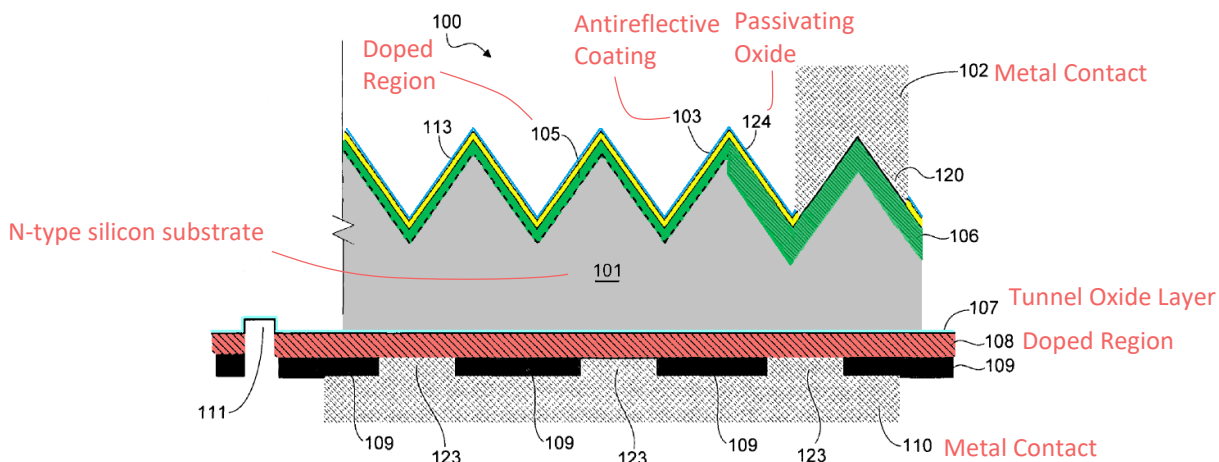 100
Doped
Region
Antireflective
Coating
Passivating
Oxide
102 Metal Contact
113
105
103
124
120
N-type silicon substrate
106
101
Tunnel Oxide Layer
107
108 Doped Region
109
111
109
123
109
123
109
123
110
Metal Contact